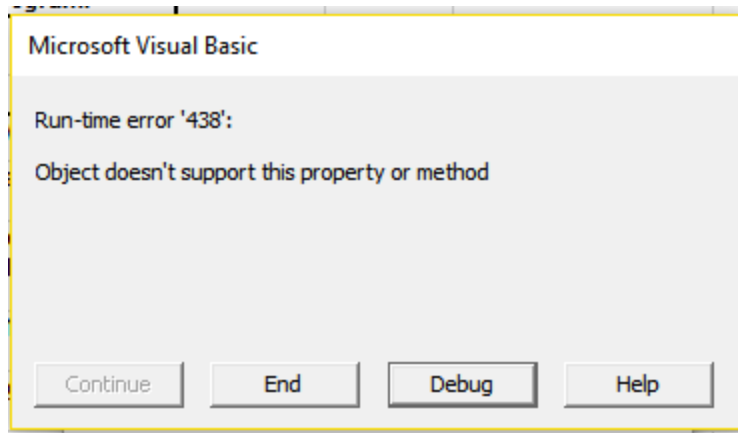 Microsoft Visual Basic
Run-time error '438':
Object doesn't support this property or method
Continue
End
Debug
Help